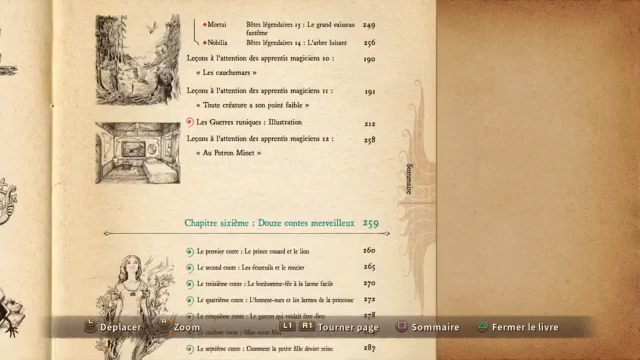 Mortai Bêtes légendaires 13 : Le grand vaisseau fantôme 249
Nobilia Bêtes légendaires 14 : L'arbre luisant 256
Leçons à l'attention des apprentis magiciens 10 : 190
« Les cauchemars »
Leçons à l'attention des apprentis magiciens 11 : 191
« Toute créature a son point faible »
Les Guerres runiques : Illustration 212
Leçons à l'attention des apprentis magiciens 12 : 258
« Au Potron Minet »
Sommaire
Chapitre sixième : Douze contes merveilleux 259
Le premier conte : Le prince couard et le lion 260
Le second conte : Les écureuils et le roncier 265
Le troisième conte : Le bonhomme-fée à la larme facile 270
Le quatrième conte : L'homme-nues et les larmes de la princesse 272
Le cinquième conte : Le garçon qui voulait être dieu 278
Le sixième conte :
Le septième conte : Comment la petite fille devint reine 287
L Déplacer R Zoom L1 R1 Tourner page Sommaire Fermer le livre